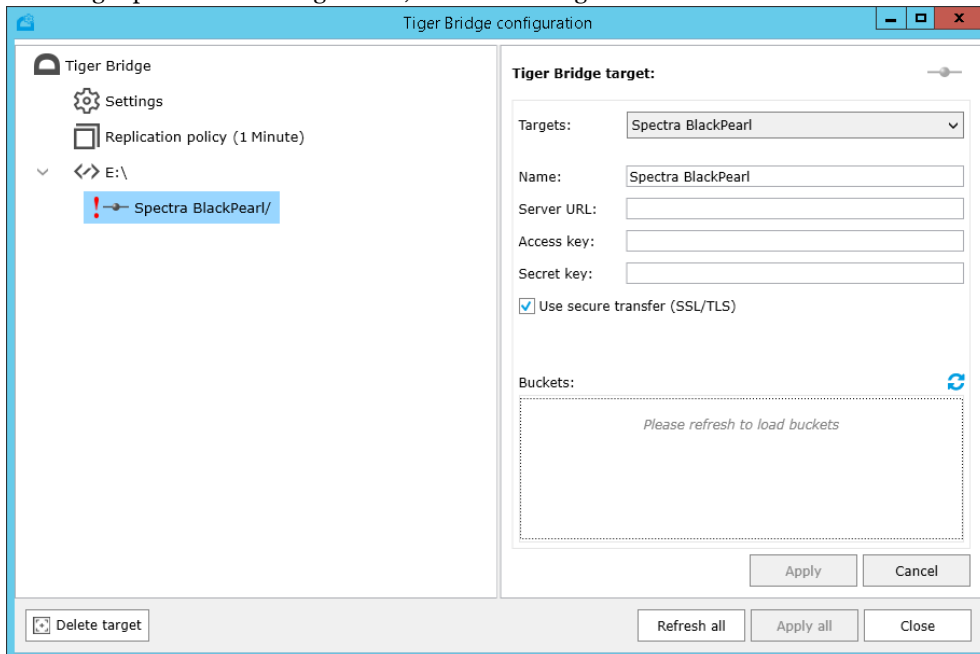 Tiger Bridge configuration
Tiger Bridge
Settings
Replication policy (1 Minute)
E:\
Spectra BlackPearl/
Tiger Bridge target:
Targets: Spectra BlackPearl
Name: Spectra BlackPearl
Server URL:
Access key:
Secret key:
Use secure transfer (SSL/TLS)
Buckets:
Please refresh to load buckets
Apply Cancel
Delete target Refresh all Apply all Close